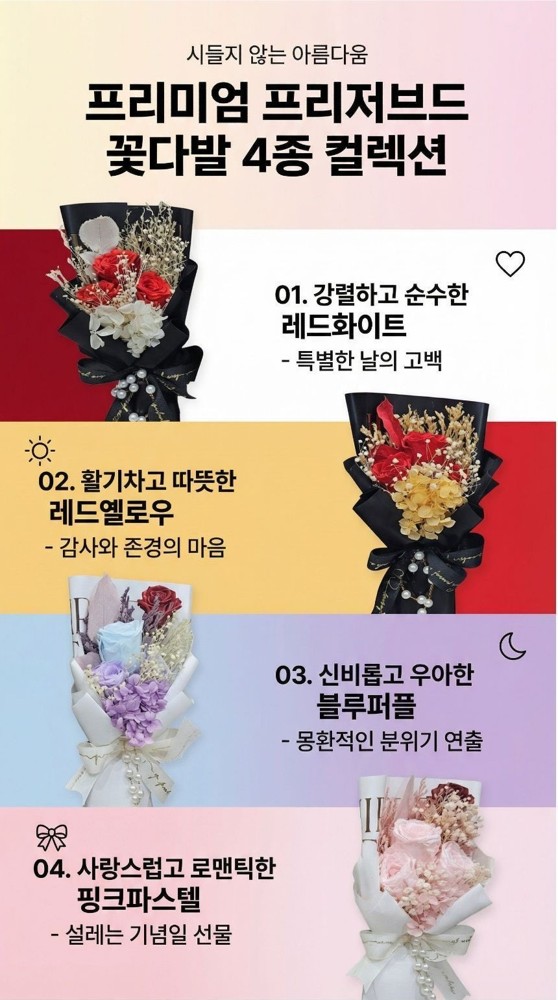 시들지 않는 아름다움
프리미엄 프리저브드
꽃다발 4종 컬렉션
01. 강렬하고 순수한
레드화이트
- 특별한 날의 고백
02. 활기차고 따뜻한
레드옐로우
- 감사와 존경의 마음
03. 신비롭고 우아한
블루퍼플
- 몽환적인 분위기 연출
04. 사랑스럽고 로맨틱한
핑크파스텔
- 설레는 기념일 선물